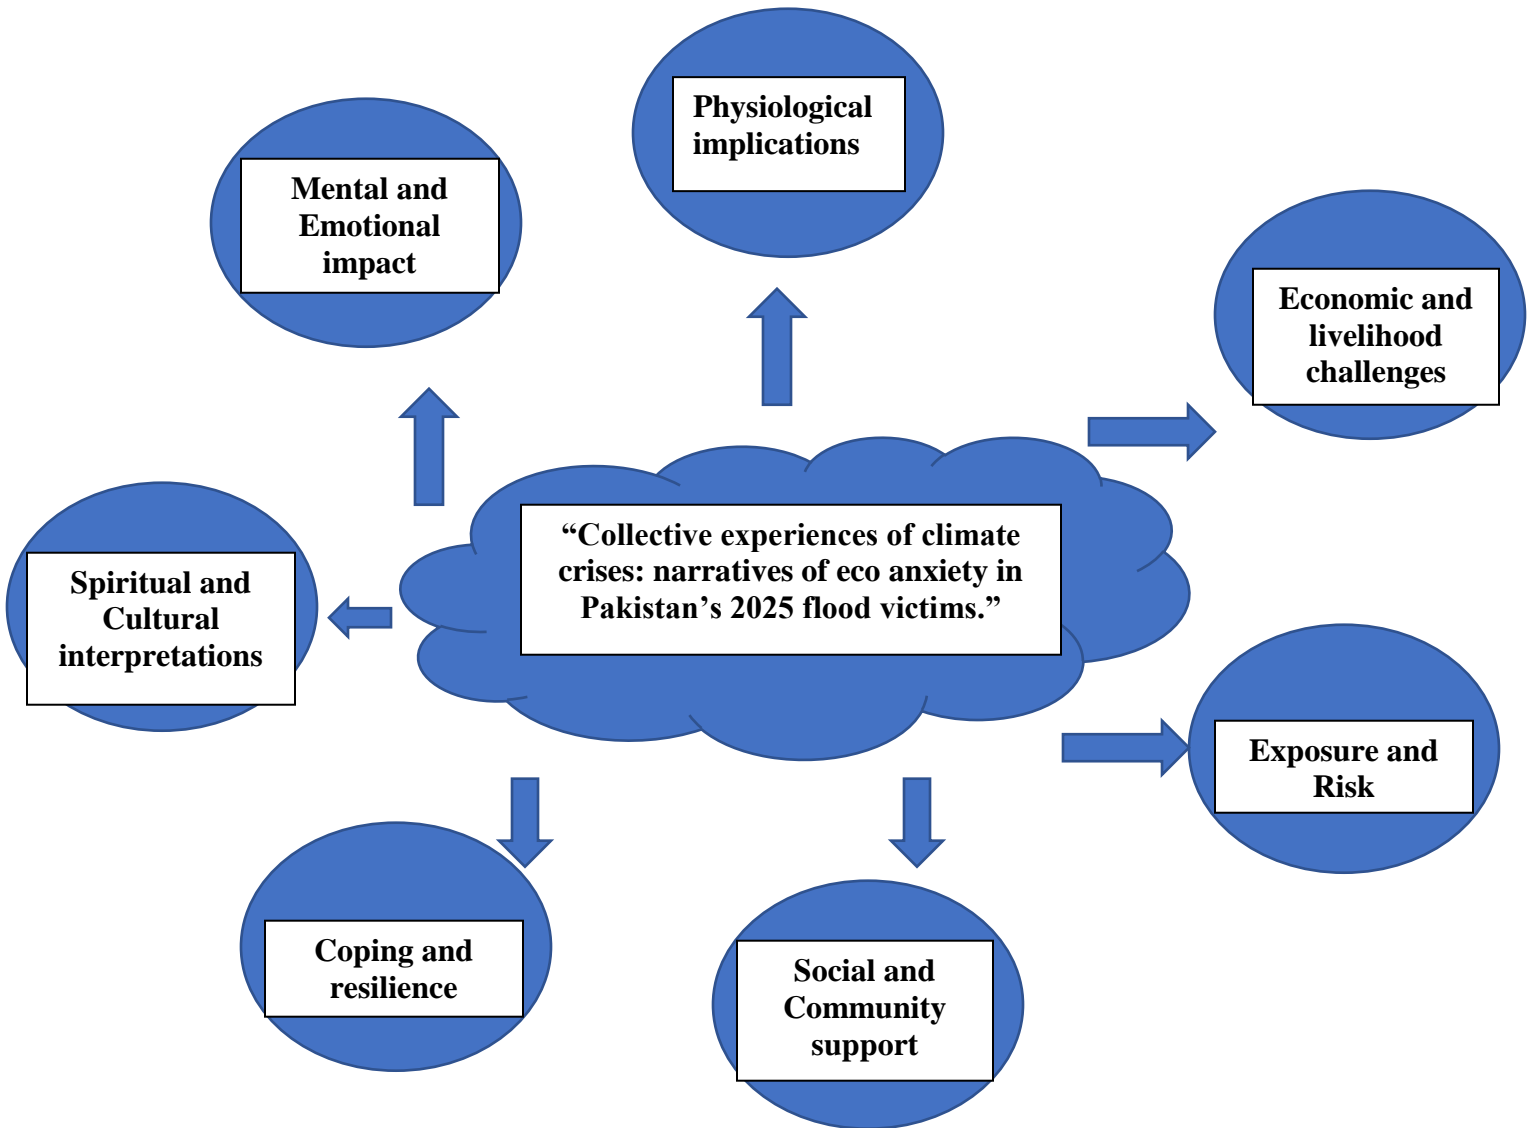 Physiological
implications
Mental and
Emotional
impact
Economic and
livelihood
challenges
“Collective experiences of climate
crises: narratives of eco anxiety in
Pakistan’s 2025 flood victims.”
Spiritual and
Cultural
interpretations
Exposure and
Risk
Coping and
resilience
Social and
Community
support